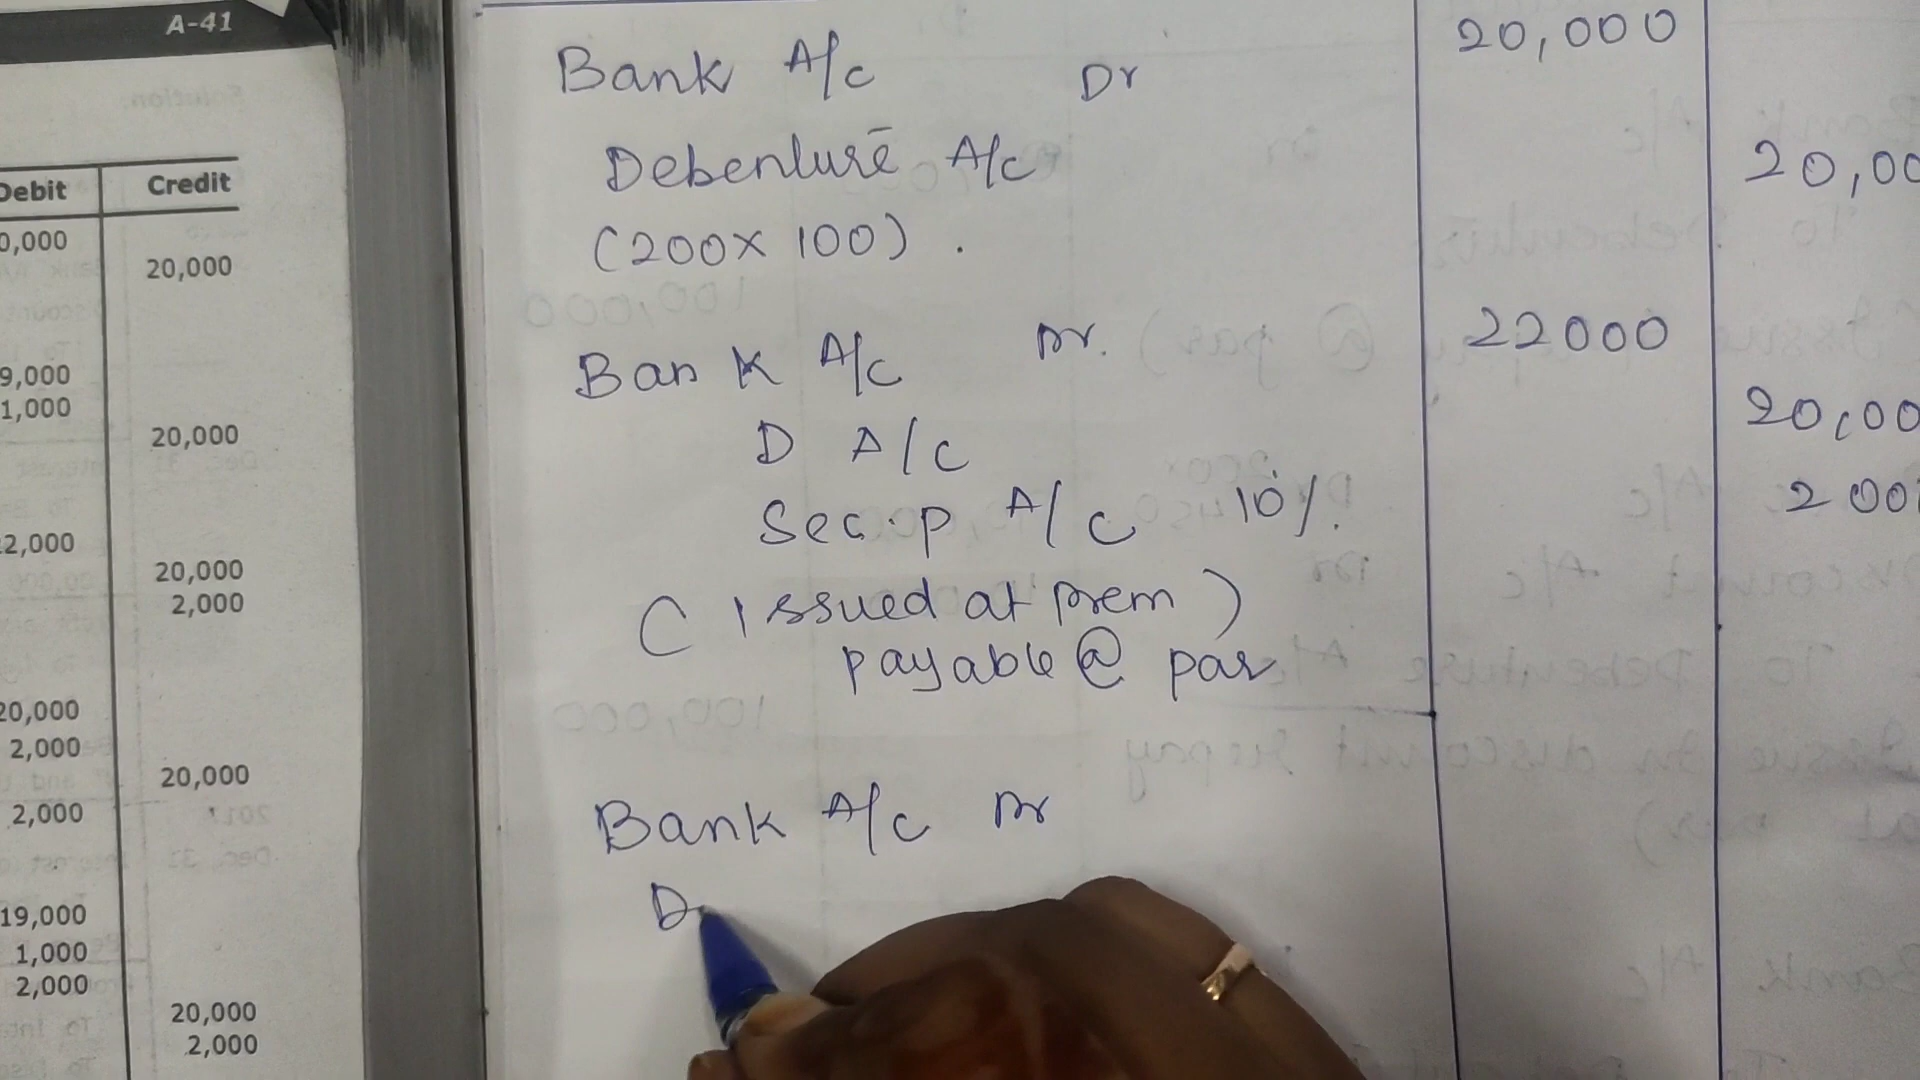 A-41
Debit Credit
0,000
20,000
9,000
1,000
20,000
2,000
20,000
2,000
20,000
2,000
20,000
2,000
19,000
1,000
2,000
20,000
2,000
Bank A/c Dr 20,000
Debenture A/c 20,00
(200x 100).
Bank A/c Dr. 22000
D A/c 20,00
Sec.p A/c 10%. 200
(issued at prem)
payable @ par
Bank A/c Dr
D